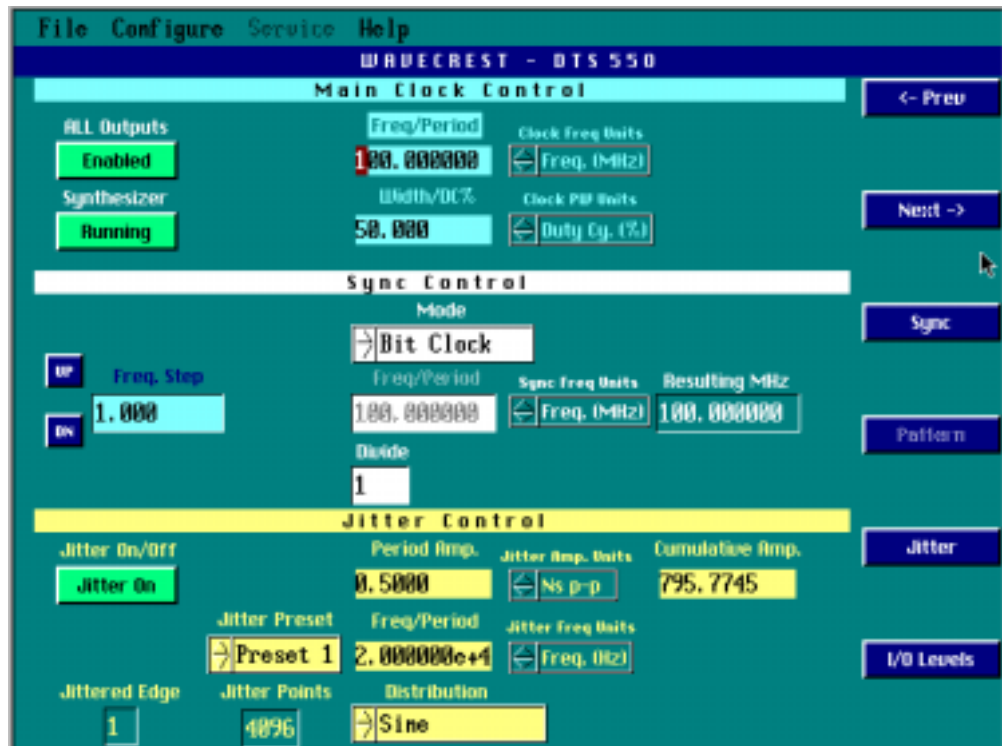 File Configure Service Help
WAVECREST - DTS 550
Main Clock Control
<- Prev
ALL Outputs
Freq/Period
Clock Freq Units
Enabled
100.000000
Freq. (MHz)
Synthesizer
Width/DC%
Clock PW Units
Next ->
Running
50.000
Duty Cy. (%)
Sync Control
Mode
Sync
Bit Clock
UP
Freq. Step
Freq/Period
Sync Freq Units
Resulting MHz
1.000
100.000000
Freq. (MHz)
100.000000
DN
Pattern
Divide
1
Jitter Control
Jitter On/Off
Period Amp.
Jitter Amp. Units
Cumulative Amp.
Jitter
Jitter On
0.5000
Ns p-p
795.7745
Jitter Preset
Freq/Period
Jitter Freq Units
Preset 1
2.000000e+4
Freq. (Hz)
I/O Levels
Jittered Edge
Jitter Points
Distribution
1
4096
Sine